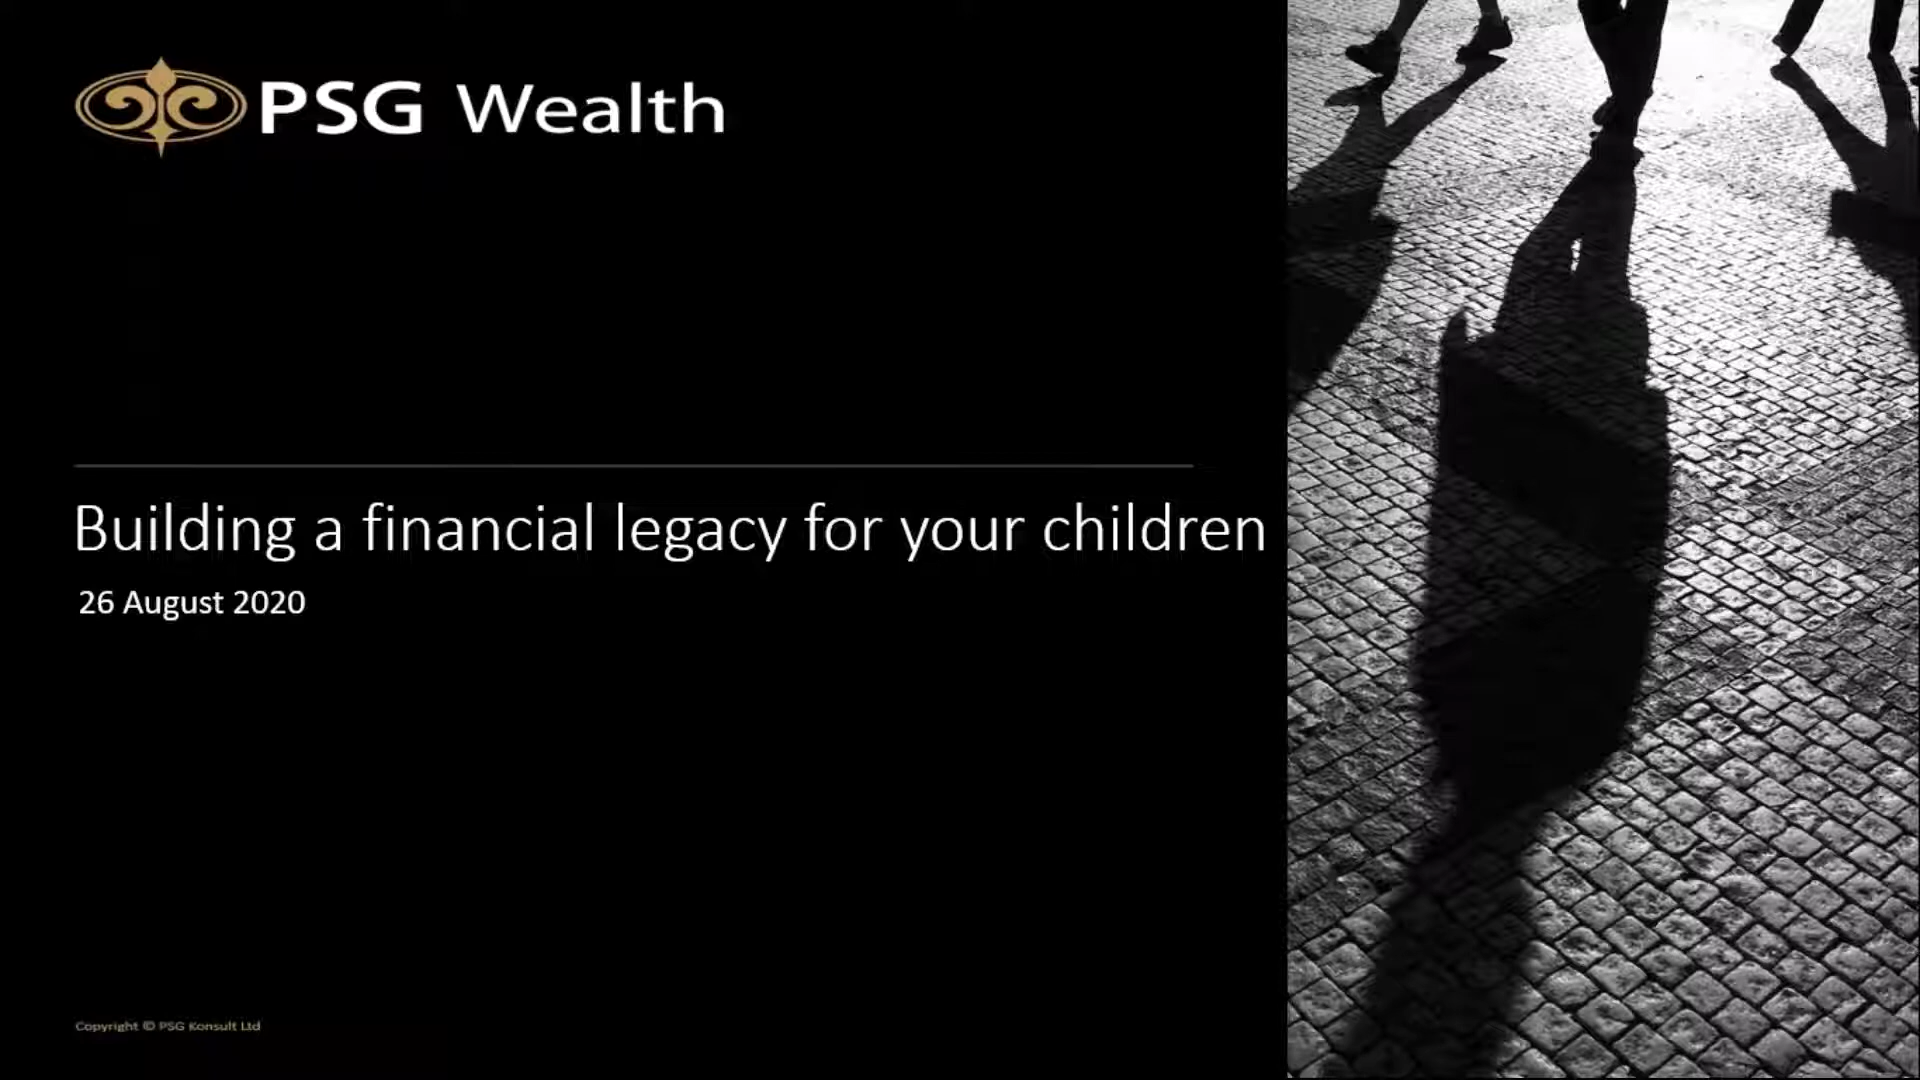 PSG Wealth
Building a financial legacy for your children
26 August 2020
Copyright © PSG Konsult Ltd